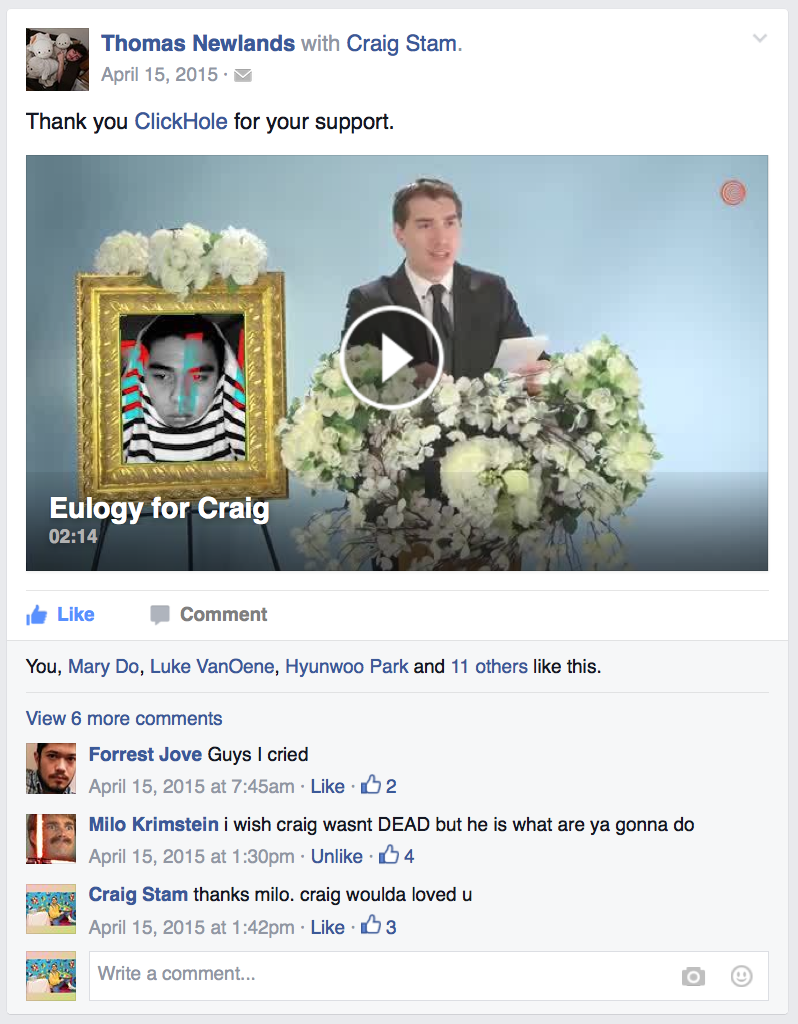 Thomas Newlands with Craig Stam.
April 15, 2015 ·
Thank you ClickHole for your support.
Eulogy for Craig
02:14
Like Comment
You, Mary Do, Luke VanOene, Hyunwoo Park and 11 others like this.
View 6 more comments
Forrest Jove Guys I cried
April 15, 2015 at 7:45am · Like · 2
Milo Krimstein i wish craig wasnt DEAD but he is what are ya gonna do
April 15, 2015 at 1:30pm · Unlike · 4
Craig Stam thanks milo. craig woulda loved u
April 15, 2015 at 1:42pm · Like · 3
Write a comment...